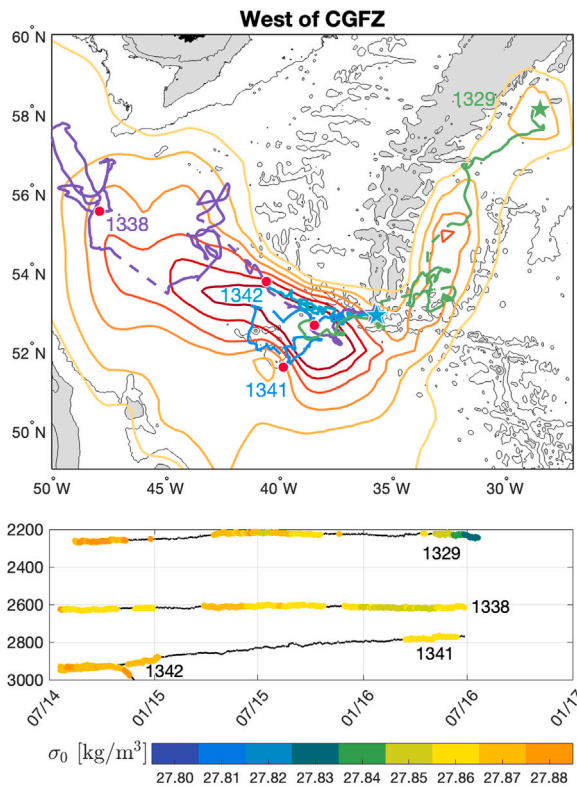 West of CGFZ
60° N
58° N
56° N
54° N
52° N
50° N
1329
1338
1342
1341
50 W
45 W
40 W
35 W
30 W
2200
2400
2600
2800
3000
1329
1338
1341
1342
07/14
01/15
07/15
01/16
07/16
01/17
σ₀ [kg/m³]
27.80 27.81 27.82 27.83 27.84 27.85 27.86 27.87 27.88